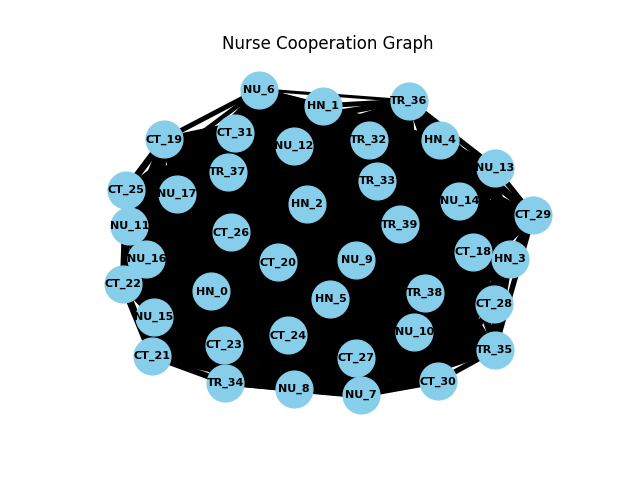 Nurse Cooperation Graph
NU_6
TR_36
HN_1
CT_31
CT_19
TR_32
HN_4
NU_12
NU_13
TR_37
TR_33
CT_25
NU_17
NU_14
HN_2
CT_29
TR_39
NU_11
CT_26
CT_18
NU_16
HN_3
NU_9
CT_20
CT_22
HN_0
TR_38
HN_5
CT_28
NU_15
NU_10
CT_24
CT_23
TR_35
CT_21
CT_27
CT_30
TR_34
NU_8
NU_7